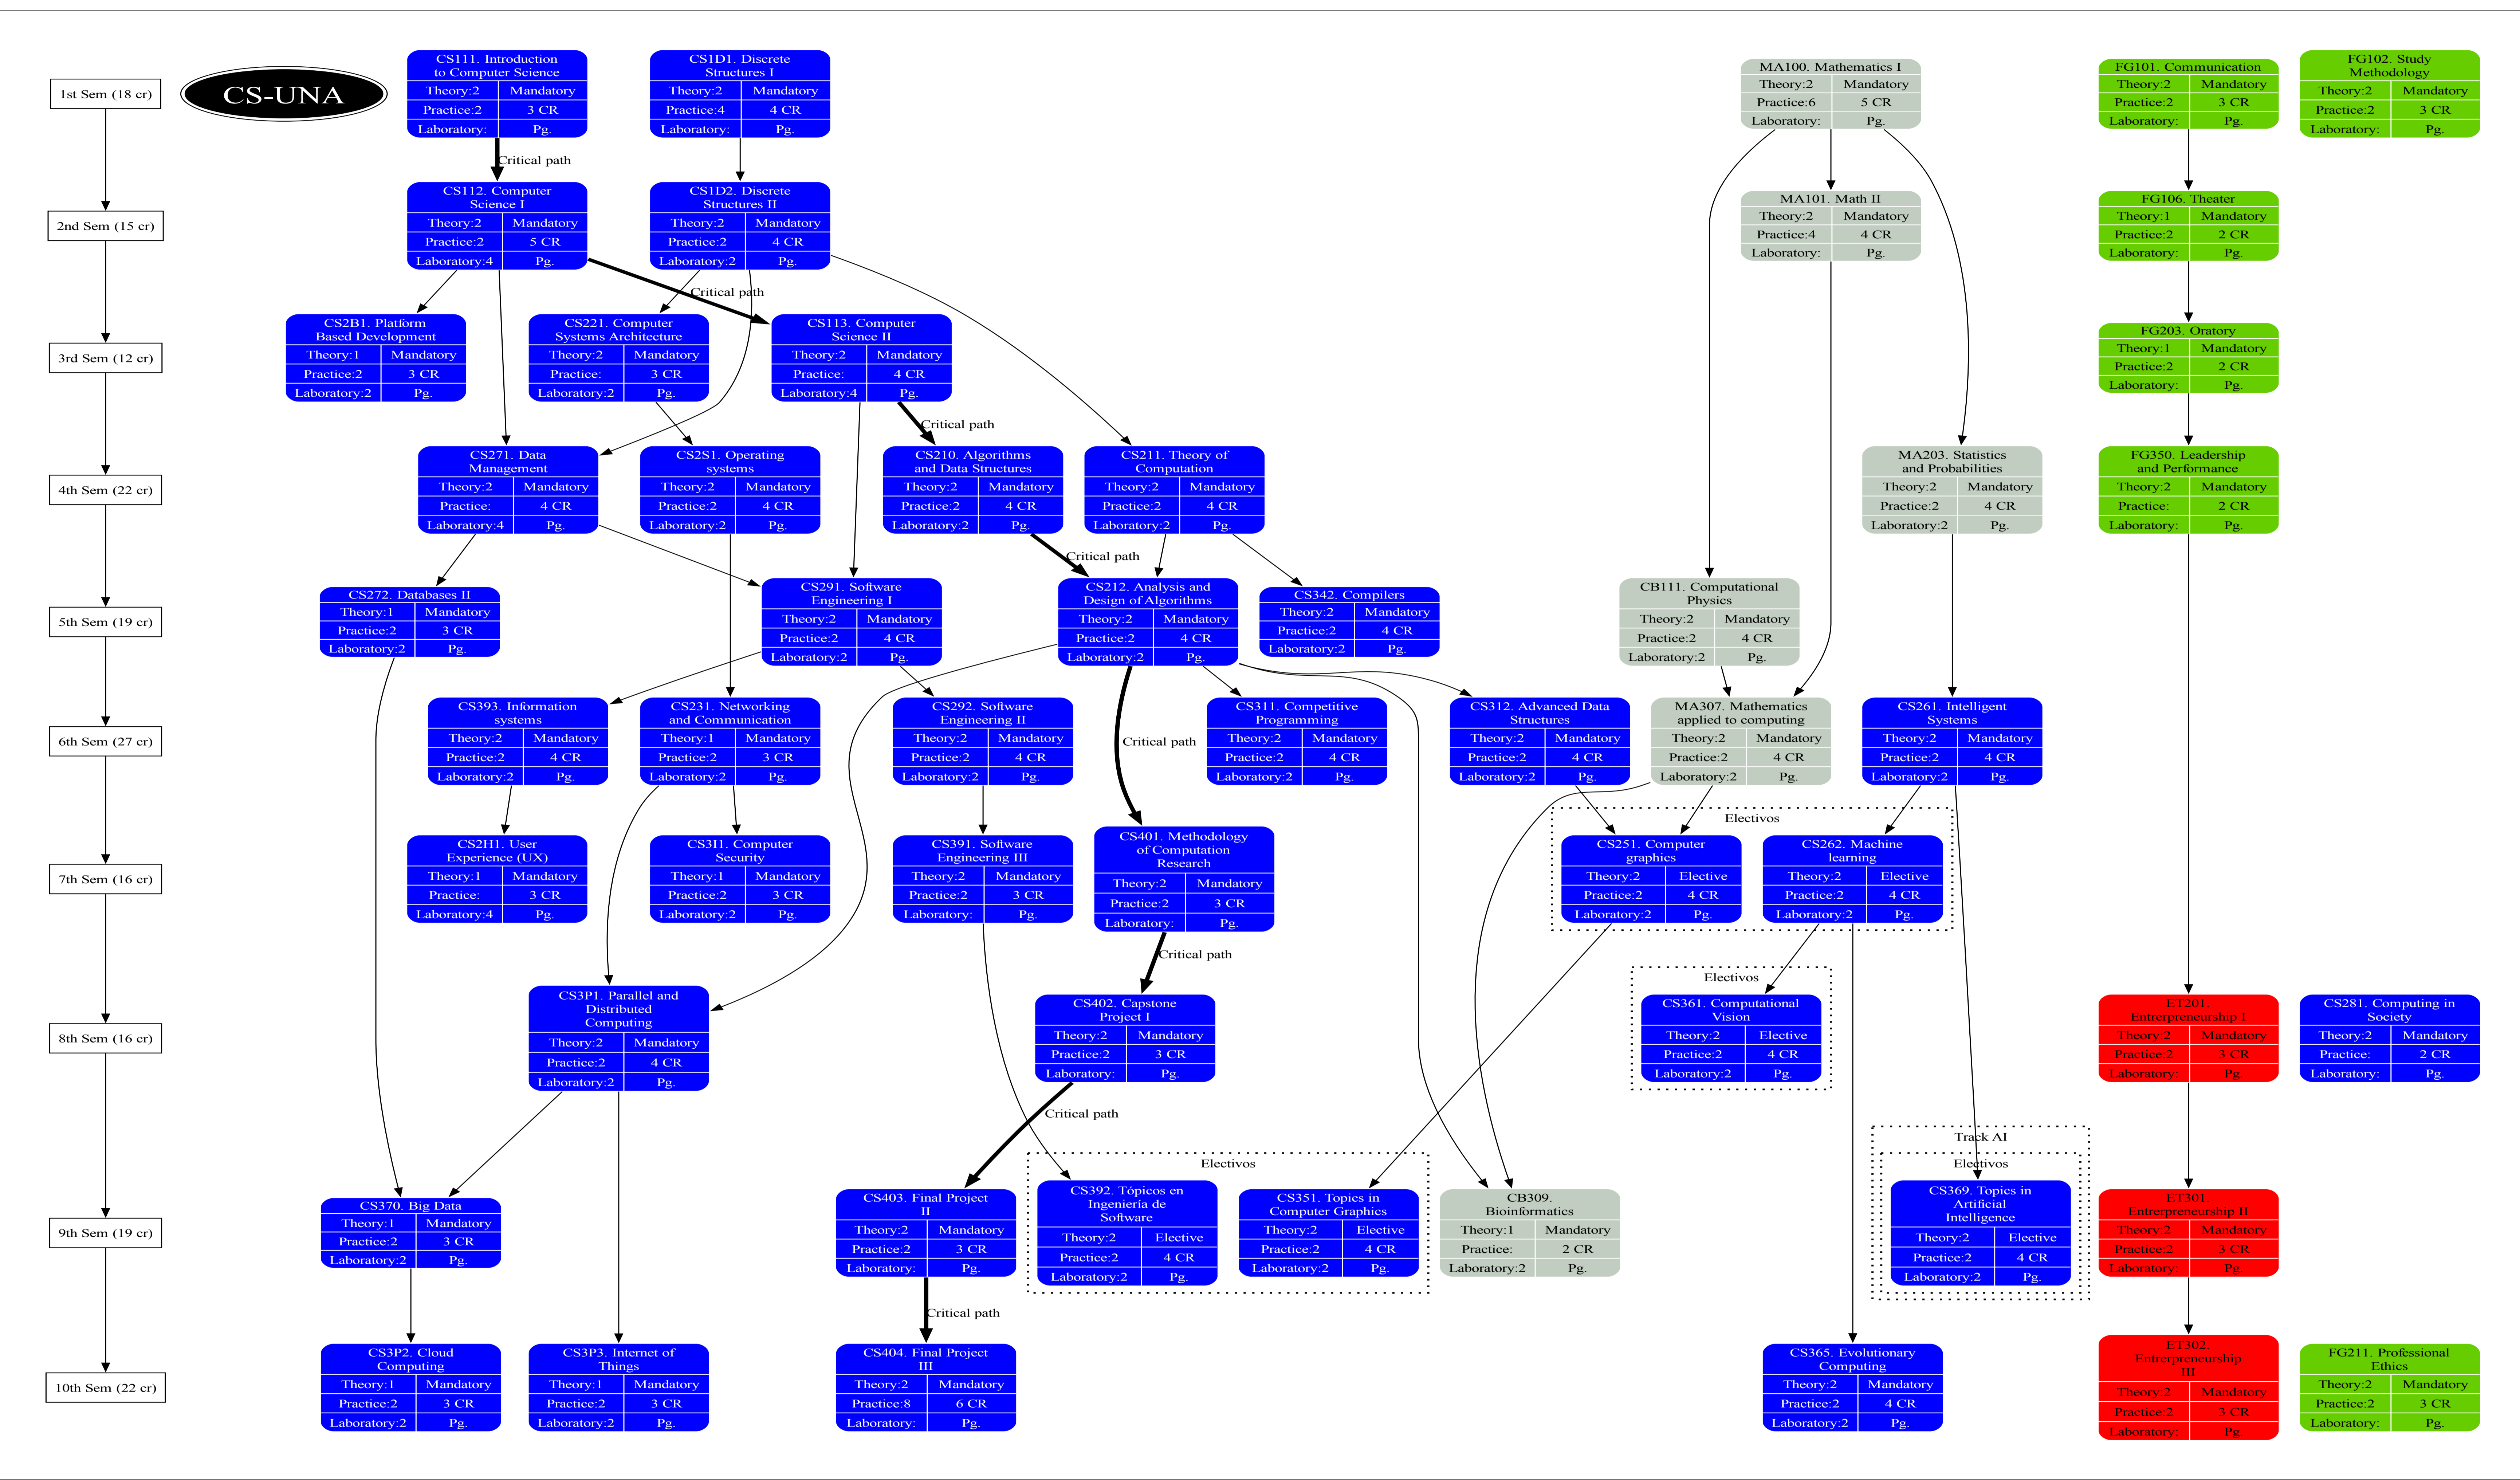 1st Sem (18 cr)
CS-UNA
CS111. Introduction
to Computer Science
Theory:2 Mandatory
Practice:2 3 CR
Laboratory: Pg.
CS1D1. Discrete
Structures I
Theory:2 Mandatory
Practice:4 4 CR
Laboratory: Pg.
MA100. Mathematics I
Theory:2 Mandatory
Practice:6 5 CR
Laboratory: Pg.
FG101. Communication
Theory:2 Mandatory
Practice:2 3 CR
Laboratory: Pg.
FG102. Study
Methodology
Theory:2 Mandatory
Practice:2 3 CR
Laboratory: Pg.
Critical path
2nd Sem (15 cr)
CS112. Computer
Science I
Theory:2 Mandatory
Practice:2 5 CR
Laboratory:4 Pg.
CS1D2. Discrete
Structures II
Theory:2 Mandatory
Practice:2 4 CR
Laboratory:2 Pg.
MA101. Math II
Theory:2 Mandatory
Practice:4 4 CR
Laboratory: Pg.
FG106. Theater
Theory:1 Mandatory
Practice:2 2 CR
Laboratory: Pg.
Critical path
3rd Sem (12 cr)
CS2B1. Platform
Based Development
Theory:1 Mandatory
Practice:2 3 CR
Laboratory:2 Pg.
CS221. Computer
Systems Architecture
Theory:2 Mandatory
Practice: 3 CR
Laboratory:2 Pg.
CS113. Computer
Science II
Theory:2 Mandatory
Practice: 4 CR
Laboratory:4 Pg.
FG203. Oratory
Theory:1 Mandatory
Practice:2 2 CR
Laboratory: Pg.
Critical path
4th Sem (22 cr)
CS271. Data
Management
Theory:2 Mandatory
Practice: 4 CR
Laboratory:4 Pg.
CS2S1. Operating
systems
Theory:2 Mandatory
Practice:2 4 CR
Laboratory:2 Pg.
CS210. Algorithms
and Data Structures
Theory:2 Mandatory
Practice:2 4 CR
Laboratory:2 Pg.
CS211. Theory of
Computation
Theory:2 Mandatory
Practice:2 4 CR
Laboratory:2 Pg.
MA203. Statistics
and Probabilities
Theory:2 Mandatory
Practice:2 4 CR
Laboratory:2 Pg.
FG350. Leadership
and Performance
Theory:2 Mandatory
Practice: 2 CR
Laboratory: Pg.
Critical path
5th Sem (19 cr)
CS272. Databases II
Theory:1 Mandatory
Practice:2 3 CR
Laboratory:2 Pg.
CS291. Software
Engineering I
Theory:2 Mandatory
Practice:2 4 CR
Laboratory:2 Pg.
CS212. Analysis and
Design of Algorithms
Theory:2 Mandatory
Practice:2 4 CR
Laboratory:2 Pg.
CS342. Compilers
Theory:2 Mandatory
Practice:2 4 CR
Laboratory:2 Pg.
CB111. Computational
Physics
Theory:2 Mandatory
Practice:2 4 CR
Laboratory:2 Pg.
6th Sem (27 cr)
CS393. Information
systems
Theory:2 Mandatory
Practice:2 4 CR
Laboratory:2 Pg.
CS231. Networking
and Communication
Theory:1 Mandatory
Practice:2 3 CR
Laboratory:2 Pg.
CS292. Software
Engineering II
Theory:2 Mandatory
Practice:2 4 CR
Laboratory:2 Pg.
Critical path
CS311. Competitive
Programming
Theory:2 Mandatory
Practice:2 4 CR
Laboratory:2 Pg.
CS312. Advanced Data
Structures
Theory:2 Mandatory
Practice:2 4 CR
Laboratory:2 Pg.
MA307. Mathematics
applied to computing
Theory:2 Mandatory
Practice:2 4 CR
Laboratory:2 Pg.
CS261. Intelligent
Systems
Theory:2 Mandatory
Practice:2 4 CR
Laboratory:2 Pg.
7th Sem (16 cr)
CS2H1. User
Experience (UX)
Theory:1 Mandatory
Practice: 3 CR
Laboratory:4 Pg.
CS3I1. Computer
Security
Theory:1 Mandatory
Practice:2 3 CR
Laboratory:2 Pg.
CS391. Software
Engineering III
Theory:2 Mandatory
Practice:2 3 CR
Laboratory: Pg.
CS401. Methodology
of Computation
Research
Theory:2 Mandatory
Practice:2 3 CR
Laboratory: Pg.
Electivos
CS251. Computer
graphics
Theory:2 Elective
Practice:2 4 CR
Laboratory:2 Pg.
CS262. Machine
learning
Theory:2 Elective
Practice:2 4 CR
Laboratory:2 Pg.
Critical path
8th Sem (16 cr)
CS3P1. Parallel and
Distributed
Computing
Theory:2 Mandatory
Practice:2 4 CR
Laboratory:2 Pg.
CS402. Capstone
Project I
Theory:2 Mandatory
Practice:2 3 CR
Laboratory: Pg.
Electivos
CS361. Computational
Vision
Theory:2 Elective
Practice:2 4 CR
Laboratory:2 Pg.
ET201.
Entrerpreneurship I
Theory:2 Mandatory
Practice:2 3 CR
Laboratory: Pg.
CS281. Computing in
Society
Theory:2 Mandatory
Practice: 2 CR
Laboratory: Pg.
Critical path
9th Sem (19 cr)
CS370. Big Data
Theory:1 Mandatory
Practice:2 3 CR
Laboratory:2 Pg.
CS403. Final Project
II
Theory:2 Mandatory
Practice:2 3 CR
Laboratory: Pg.
Electivos
CS392. Tópicos en
Ingeniería de
Software
Theory:2 Elective
Practice:2 4 CR
Laboratory:2 Pg.
CS351. Topics in
Computer Graphics
Theory:2 Elective
Practice:2 4 CR
Laboratory:2 Pg.
CB309.
Bioinformatics
Theory:1 Mandatory
Practice: 2 CR
Laboratory:2 Pg.
Track AI
Electivos
CS369. Topics in
Artificial
Intelligence
Theory:2 Elective
Practice:2 4 CR
Laboratory:2 Pg.
ET301.
Entrerpreneurship II
Theory:2 Mandatory
Practice:2 3 CR
Laboratory: Pg.
Critical path
10th Sem (22 cr)
CS3P2. Cloud
Computing
Theory:1 Mandatory
Practice:2 3 CR
Laboratory:2 Pg.
CS3P3. Internet of
Things
Theory:1 Mandatory
Practice:2 3 CR
Laboratory:2 Pg.
CS404. Final Project
III
Theory:2 Mandatory
Practice:8 6 CR
Laboratory: Pg.
CS365. Evolutionary
Computing
Theory:2 Mandatory
Practice:2 4 CR
Laboratory:2 Pg.
ET302.
Entrerpreneurship
III
Theory:2 Mandatory
Practice:2 3 CR
Laboratory: Pg.
FG211. Professional
Ethics
Theory:2 Mandatory
Practice:2 3 CR
Laboratory: Pg.